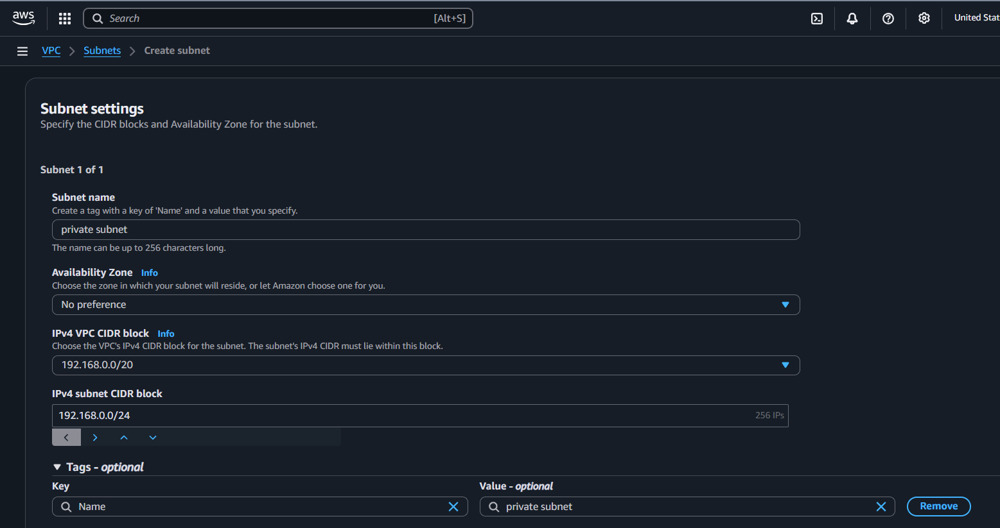 aws
Search [Alt+S]
United Stat
VPC > Subnets > Create subnet
Subnet settings
Specify the CIDR blocks and Availability Zone for the subnet.
Subnet 1 of 1
Subnet name
Create a tag with a key of 'Name' and a value that you specify.
private subnet
The name can be up to 256 characters long.
Availability Zone Info
Choose the zone in which your subnet will reside, or let Amazon choose one for you.
No preference
IPv4 VPC CIDR block Info
Choose the VPC's IPv4 CIDR block for the subnet. The subnet's IPv4 CIDR must lie within this block.
192.168.0.0/20
IPv4 subnet CIDR block
192.168.0.0/24 256 IPs
Tags - optional
Key Value - optional
Name private subnet Remove